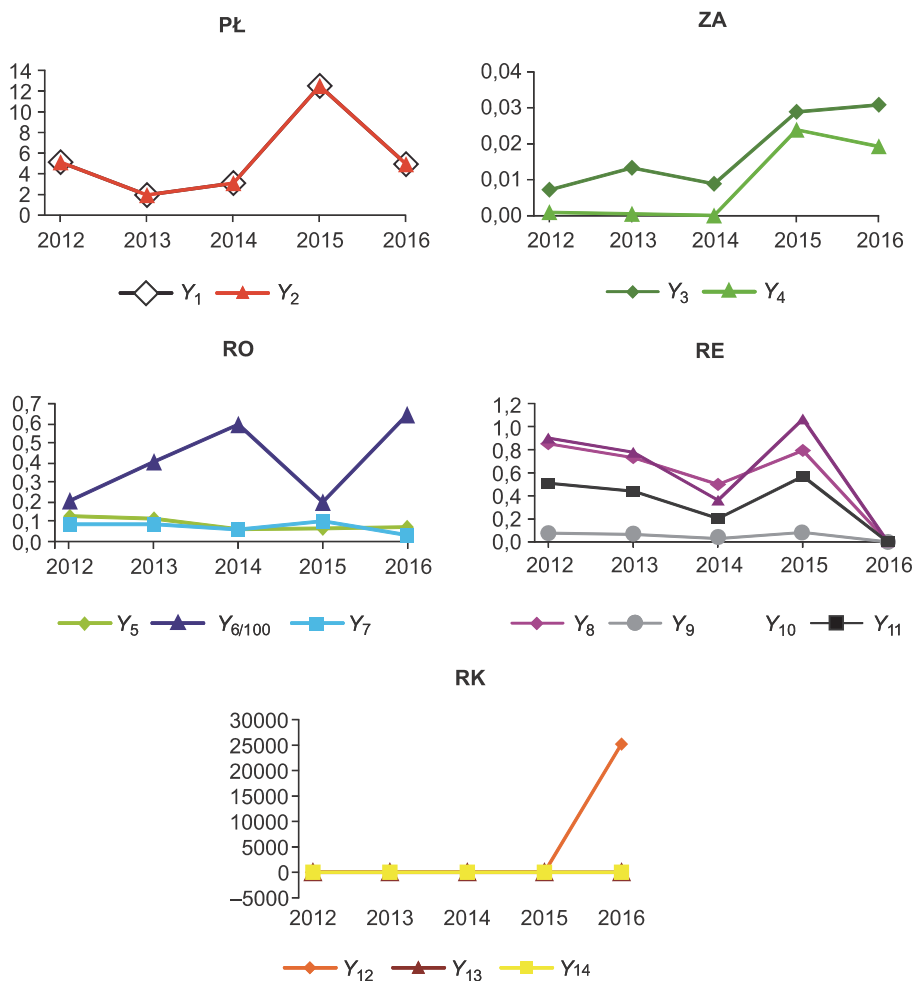 PŁ
14
12
10
8
6
4
2
0
2012 2013 2014 2015 2016
Y1 Y2
ZA
0,04
0,03
0,02
0,01
0,00
2012 2013 2014 2015 2016
Y3 Y4
RO
0,7
0,6
0,5
0,4
0,3
0,2
0,1
0,0
2012 2013 2014 2015 2016
Y5 Y6/100 Y7
RE
1,2
1,0
0,8
0,6
0,4
0,2
0,0
2012 2013 2014 2015 2016
Y8 Y9 Y10 Y11
RK
30000
25000
20000
15000
10000
5000
0
–5000
2012 2013 2014 2015 2016
Y12 Y13 Y14